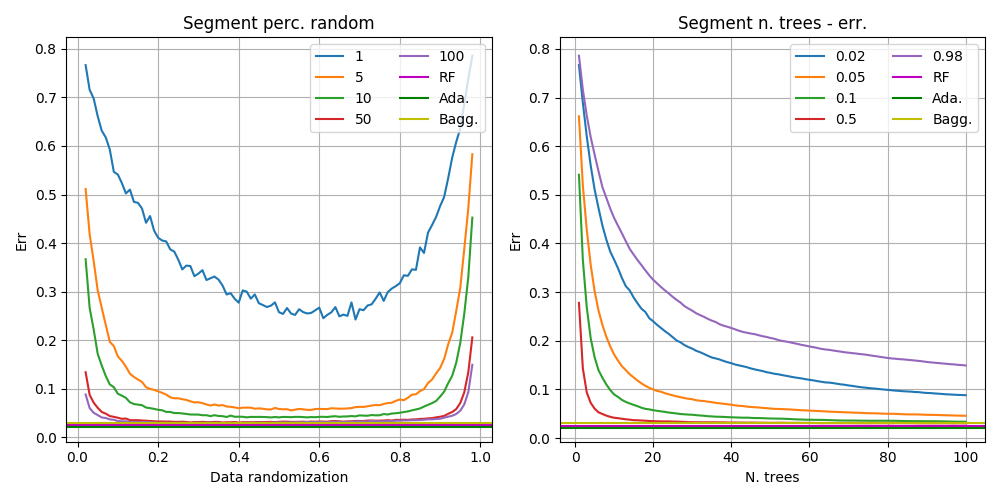 Segment perc. random
Err
0.8
0.7
0.6
0.5
0.4
0.3
0.2
0.1
0.0
1
5
10
50
100
RF
Ada.
Bagg.
0.0 0.2 0.4 0.6 0.8 1.0
Data randomization
Segment n. trees - err.
Err
0.8
0.7
0.6
0.5
0.4
0.3
0.2
0.1
0.0
0.02
0.05
0.1
0.5
0.98
RF
Ada.
Bagg.
0 20 40 60 80 100
N. trees